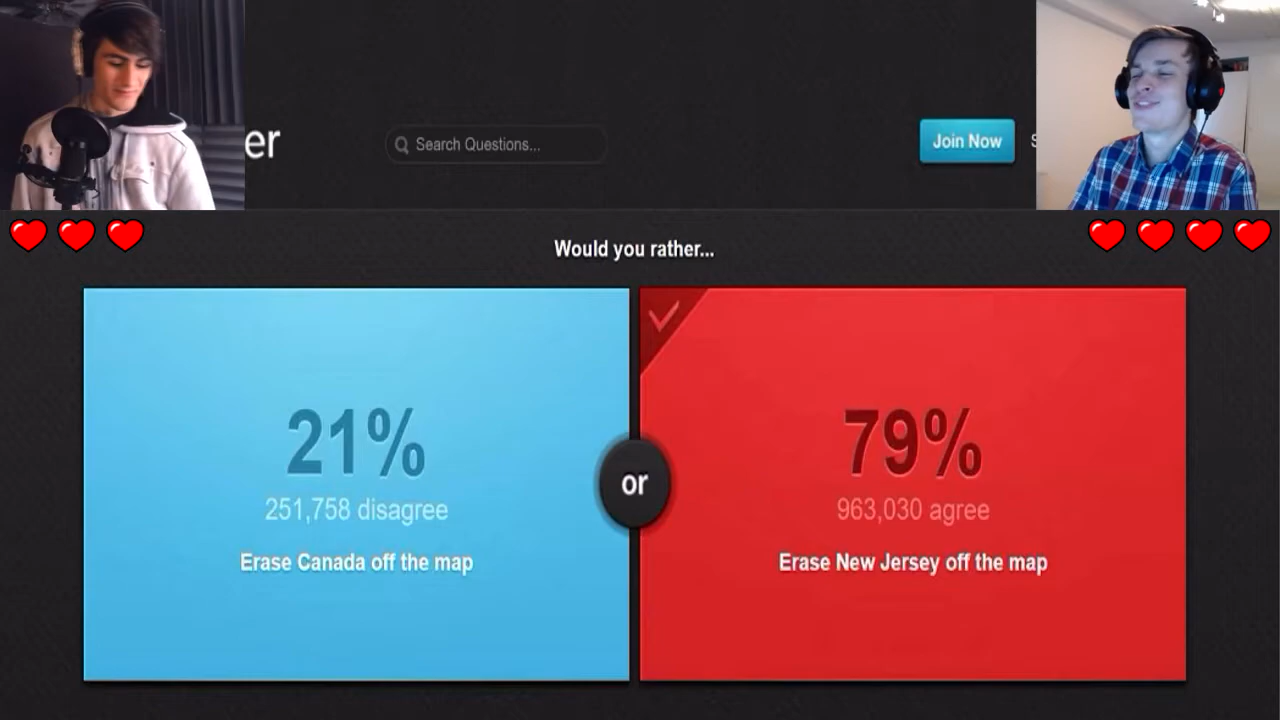 er
Search Questions...
Join Now
S
Would you rather...
21%
251,758 disagree
Erase Canada off the map
or
79%
963,030 agree
Erase New Jersey off the map